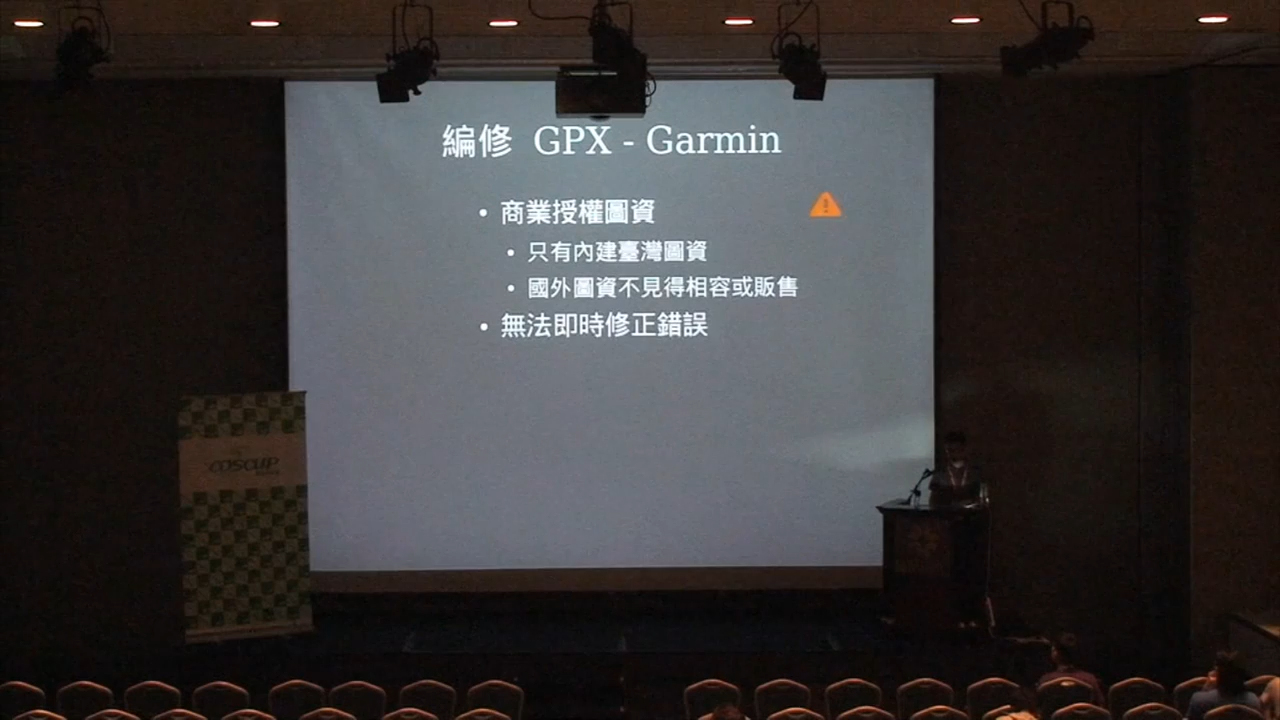 編修 GPX - Garmin
商業授權圖資
只有內建臺灣圖資
國外圖資不見得相容或販售
無法即時修正錯誤
COSCUP